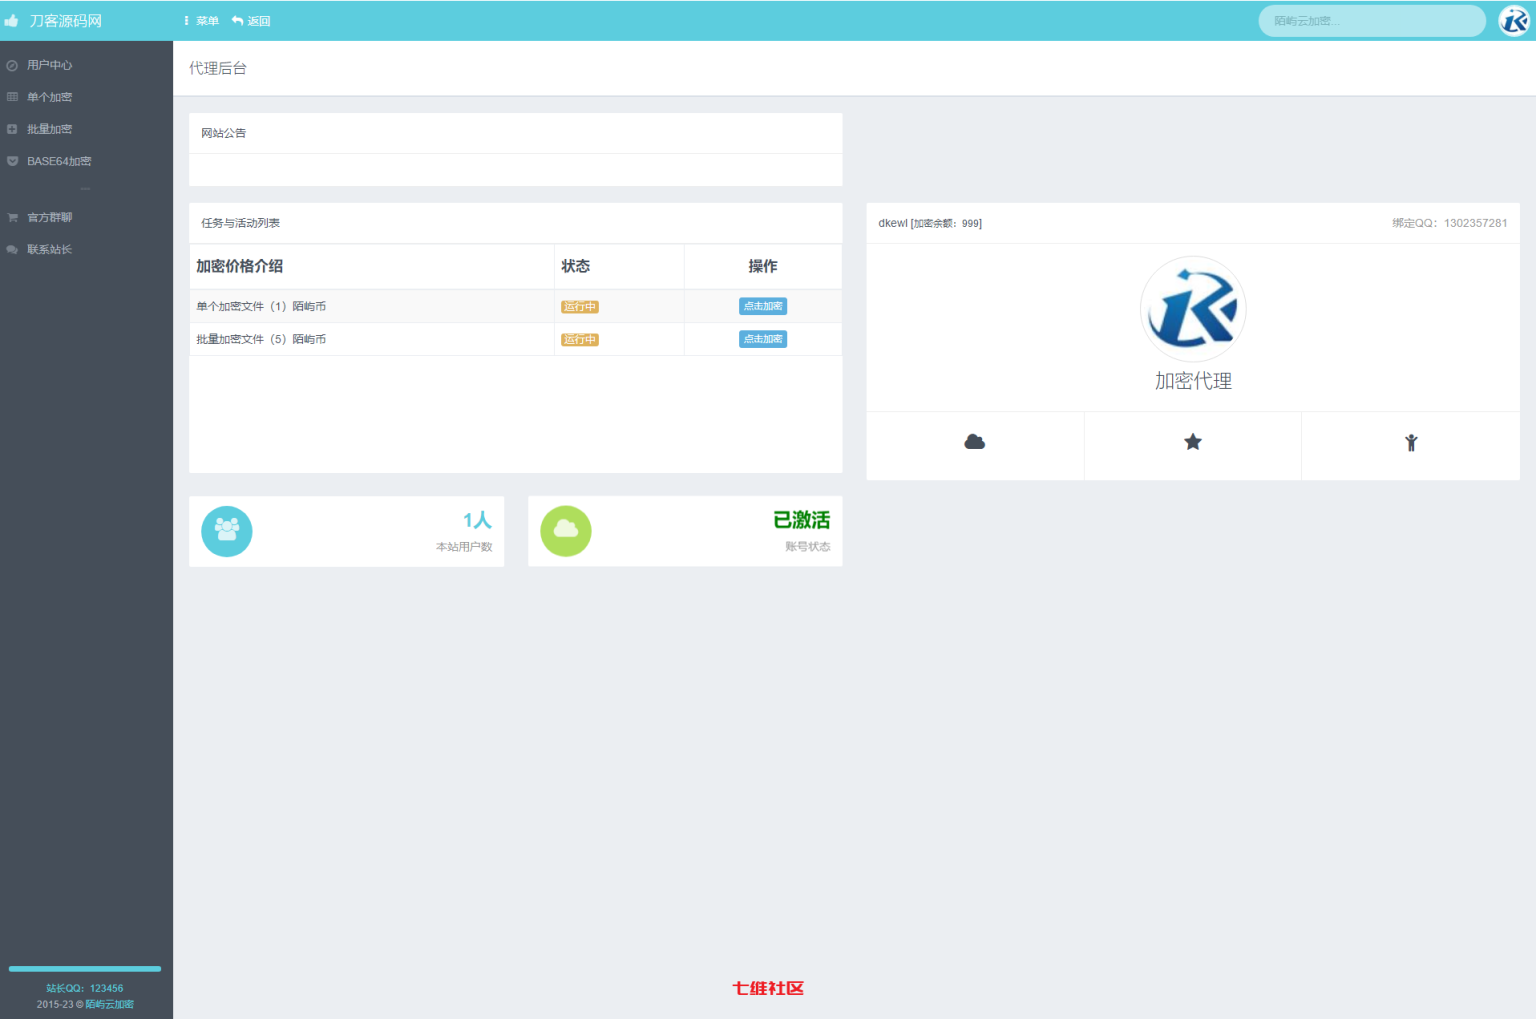 刀客源码网
菜单 返回
陌屿云加密...
用户中心
单个加密
批量加密
BASE64加密
官方群聊
联系站长
代理后台
网站公告
任务与活动列表
加密价格介绍 状态 操作
单个加密文件（1）陌屿币 运行中 点击加密
批量加密文件（5）陌屿币 运行中 点击加密
dkewl [加密余额：999] 绑定QQ：1302357281
加密代理
1人
本站用户数
已激活
账号状态
站长QQ：123456
2015-23 © 陌屿云加密
七维社区